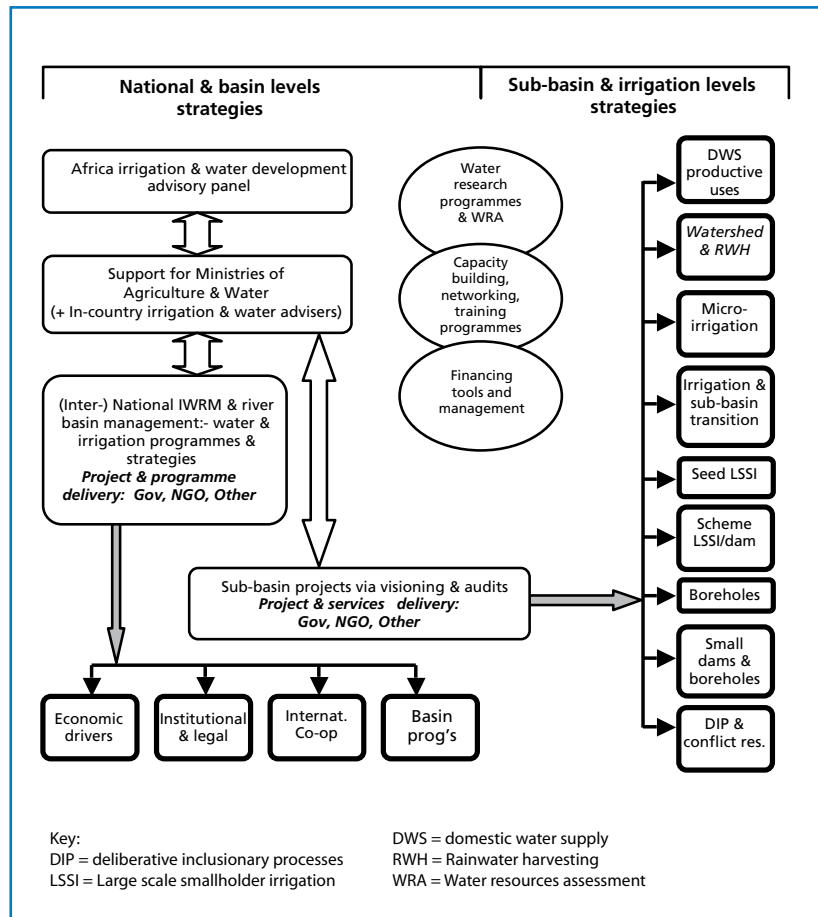 National & basin levels
strategies
Sub-basin & irrigation levels
strategies
Africa irrigation & water development
advisory panel
Support for Ministries of
Agriculture & Water
(+ In-country irrigation & water advisers)
(Inter-) National IWRM & river
basin management:- water &
irrigation programmes &
strategies
Project & programme
delivery: Gov, NGO, Other
Sub-basin projects via visioning & audits
Project & services delivery:
Gov, NGO, Other
Economic
drivers
Institutional
& legal
Internat.
Co-op
Basin
prog's
Water
research
programmes
& WRA
Capacity
building,
networking,
training
programmes
Financing
tools and
management
DWS
productive
uses
Watershed
& RWH
Micro-
irrigation
Irrigation &
sub-basin
transition
Seed LSSI
Scheme
LSSI/dam
Boreholes
Small
dams &
boreholes
DIP &
conflict res.
Key:
DIP = deliberative inclusionary processes
LSSI = Large scale smallholder irrigation
DWS = domestic water supply
RWH = Rainwater harvesting
WRA = Water resources assessment